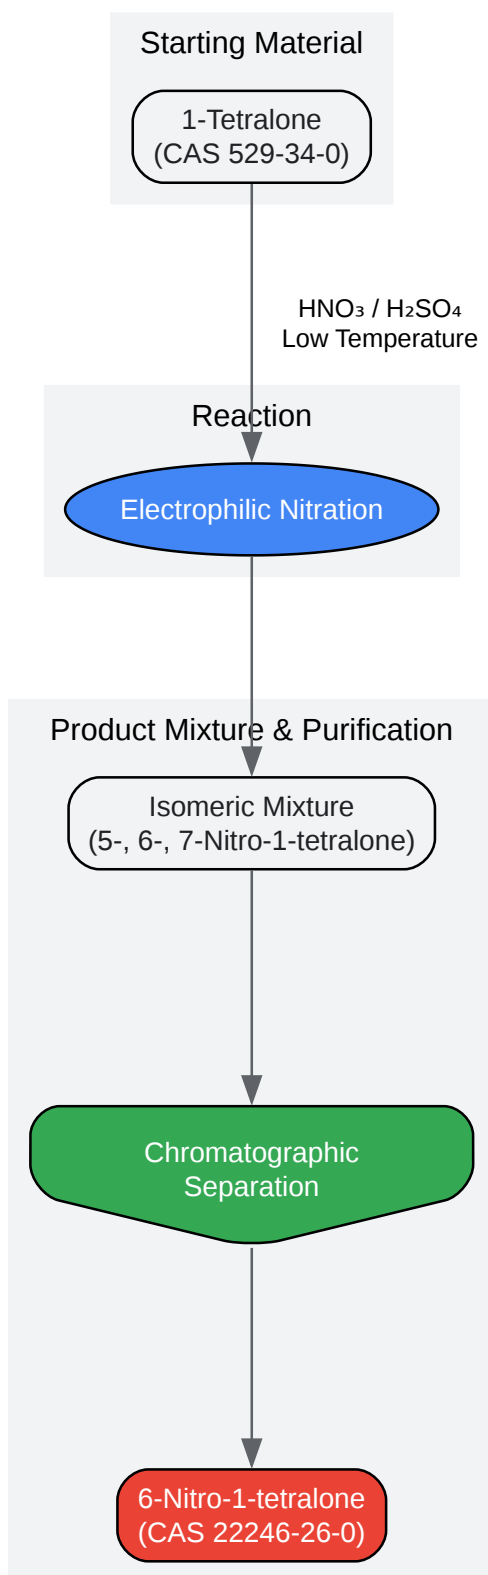 Starting Material
1-Tetralone
(CAS 529-34-0)
HNO₃ / H₂SO₄
Low Temperature
Reaction
Electrophilic Nitration
Product Mixture & Purification
Isomeric Mixture
(5-, 6-, 7-Nitro-1-tetralone)
Chromatographic
Separation
6-Nitro-1-tetralone
(CAS 22246-26-0)